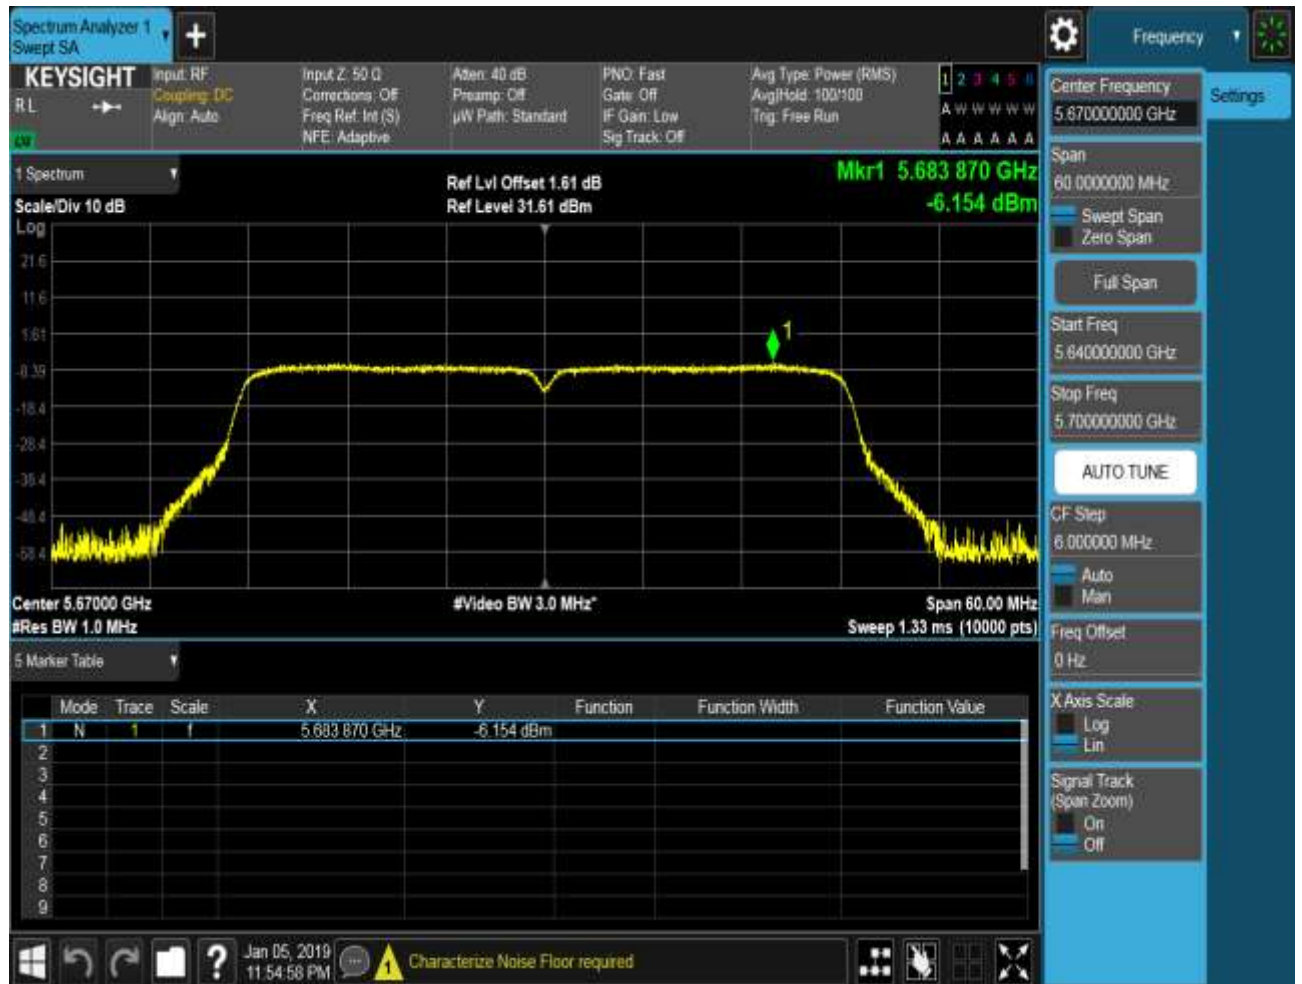 Spectrum Analyzer 1
Swept SA
+
Frequency
KEYSIGHT
RL
Input: RF
Coupling: DC
Align: Auto
Input Z: 50 Ω
Corrections: Off
Freq Ref: Int (S)
NFE: Adaptive
Atten: 40 dB
Preamp: Off
µW Path: Standard
PNO: Fast
Gate: Off
IF Gain: Low
Sig Track: Off
Avg Type: Power (RMS)
Avg|Hold: 100/100
Trig: Free Run
1 2 3 4 5 6
A W W W W W
A A A A A A
1 Spectrum
Scale/Div 10 dB
Ref Lvl Offset 1.61 dB
Ref Level 31.61 dBm
Mkr1 5.683 870 GHz
-6.154 dBm
Log
21.6
11.6
1.61
-8.39
-18.4
-28.4
-38.4
-48.4
-58.4
1
Center 5.67000 GHz
#Res BW 1.0 MHz
#Video BW 3.0 MHz*
Span 60.00 MHz
Sweep 1.33 ms (10000 pts)
5 Marker Table
Mode Trace Scale X Y Function Function Width Function Value
1 N 1 f 5.683 870 GHz -6.154 dBm
2
3
4
5
6
7
8
9
Jan 05, 2019
11:54:58 PM
?
1
Characterize Noise Floor required
Center Frequency
5.670000000 GHz
Settings
Span
60.0000000 MHz
Swept Span
Zero Span
Full Span
Start Freq
5.640000000 GHz
Stop Freq
5.700000000 GHz
AUTO TUNE
CF Step
6.000000 MHz
Auto
Man
Freq Offset
0 Hz
X Axis Scale
Log
Lin
Signal Track
(Span Zoom)
On
Off